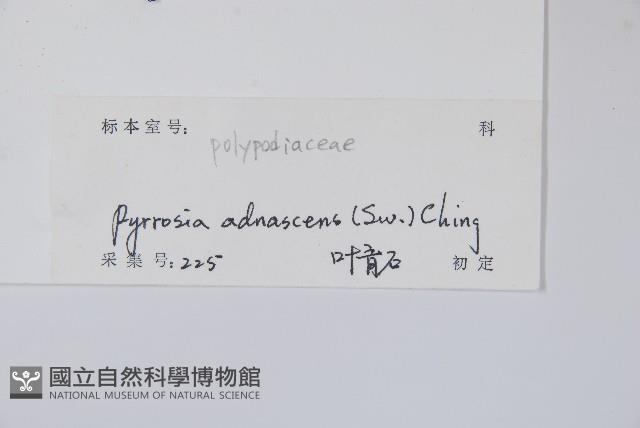 标本室号: 科
polypodiaceae
Pyrrosia adnascens (Sw.) Ching
采集号: 225 叶育石 初定
國立自然科學博物館
NATIONAL MUSEUM OF NATURAL SCIENCE